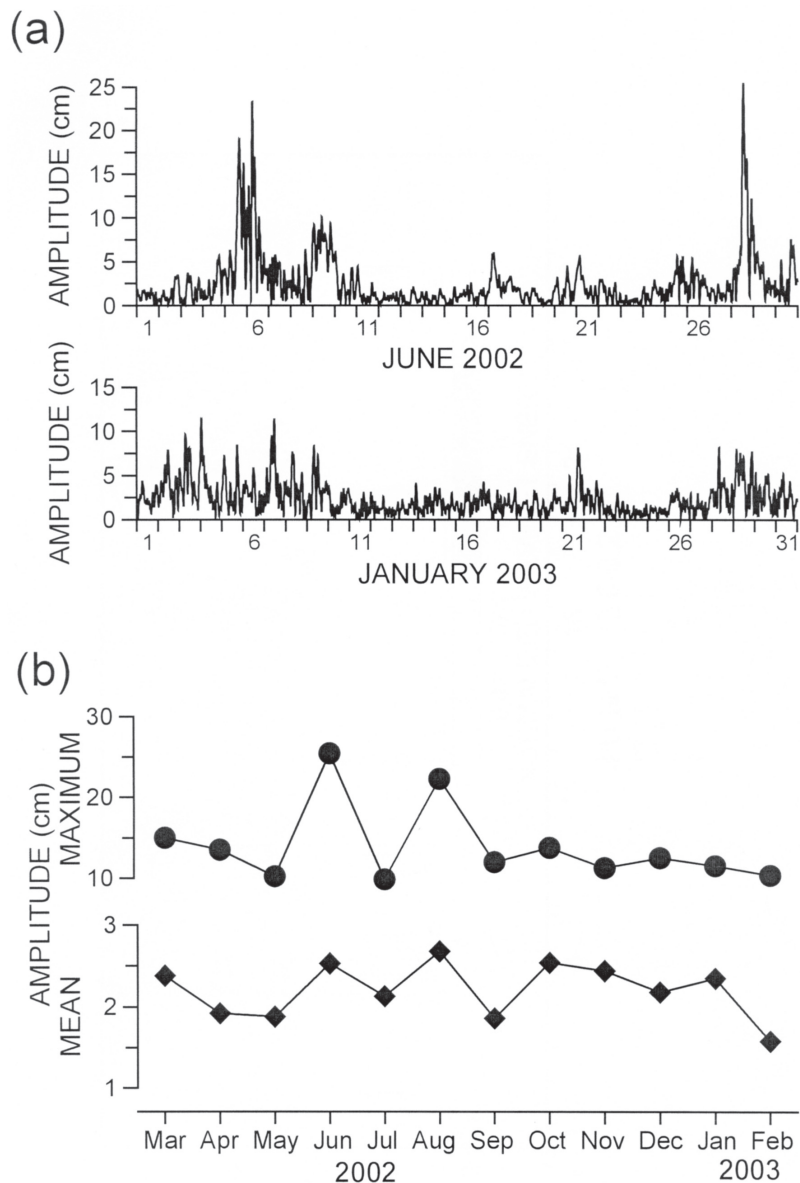 (a)
AMPLITUDE (cm)
25
20
15
10
5
0
1 6 11 16 21 26
JUNE 2002
AMPLITUDE (cm)
15
10
5
0
1 6 11 16 21 26 31
JANUARY 2003
(b)
AMPLITUDE (cm)
MAXIMUM
30
20
10
MEAN
3
2
1
Mar Apr May Jun Jul Aug Sep Oct Nov Dec Jan Feb
2002 2003